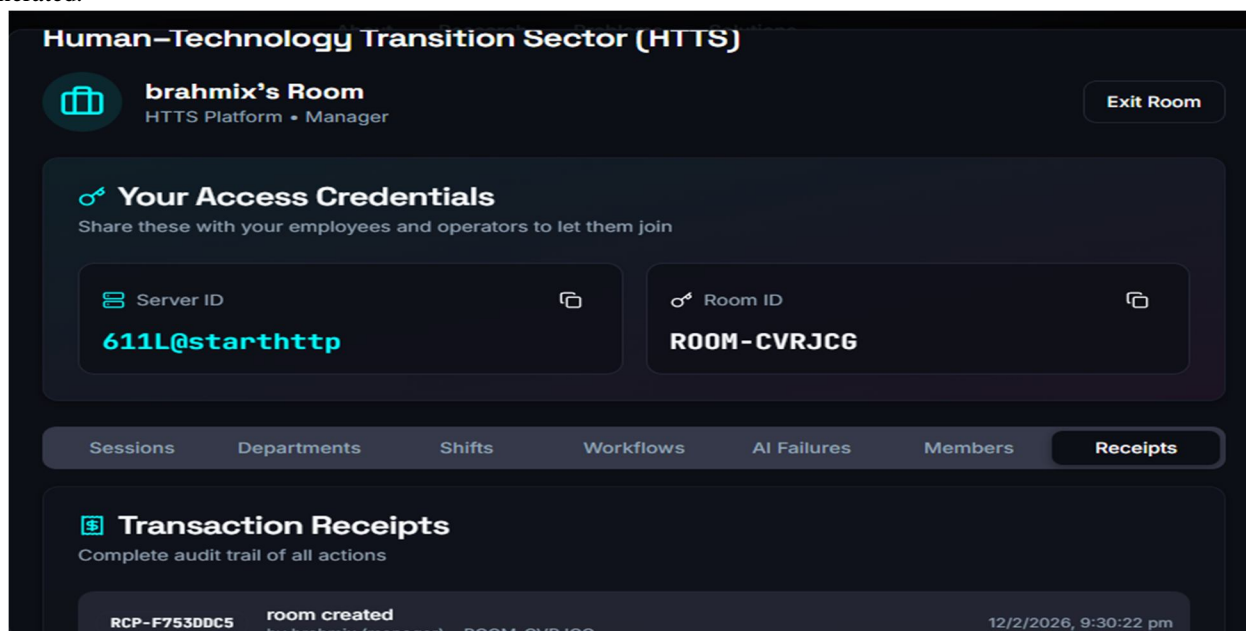 Human–Technology Transition Sector (HTTS)
brahmix's Room
HTTS Platform • Manager
Exit Room
Your Access Credentials
Share these with your employees and operators to let them join
Server ID
611L@starthttp
Room ID
ROOM-CVRJCG
Sessions Departments Shifts Workflows AI Failures Members Receipts
Transaction Receipts
Complete audit trail of all actions
RCP-F753DDC5
room created
12/2/2026, 9:30:22 pm